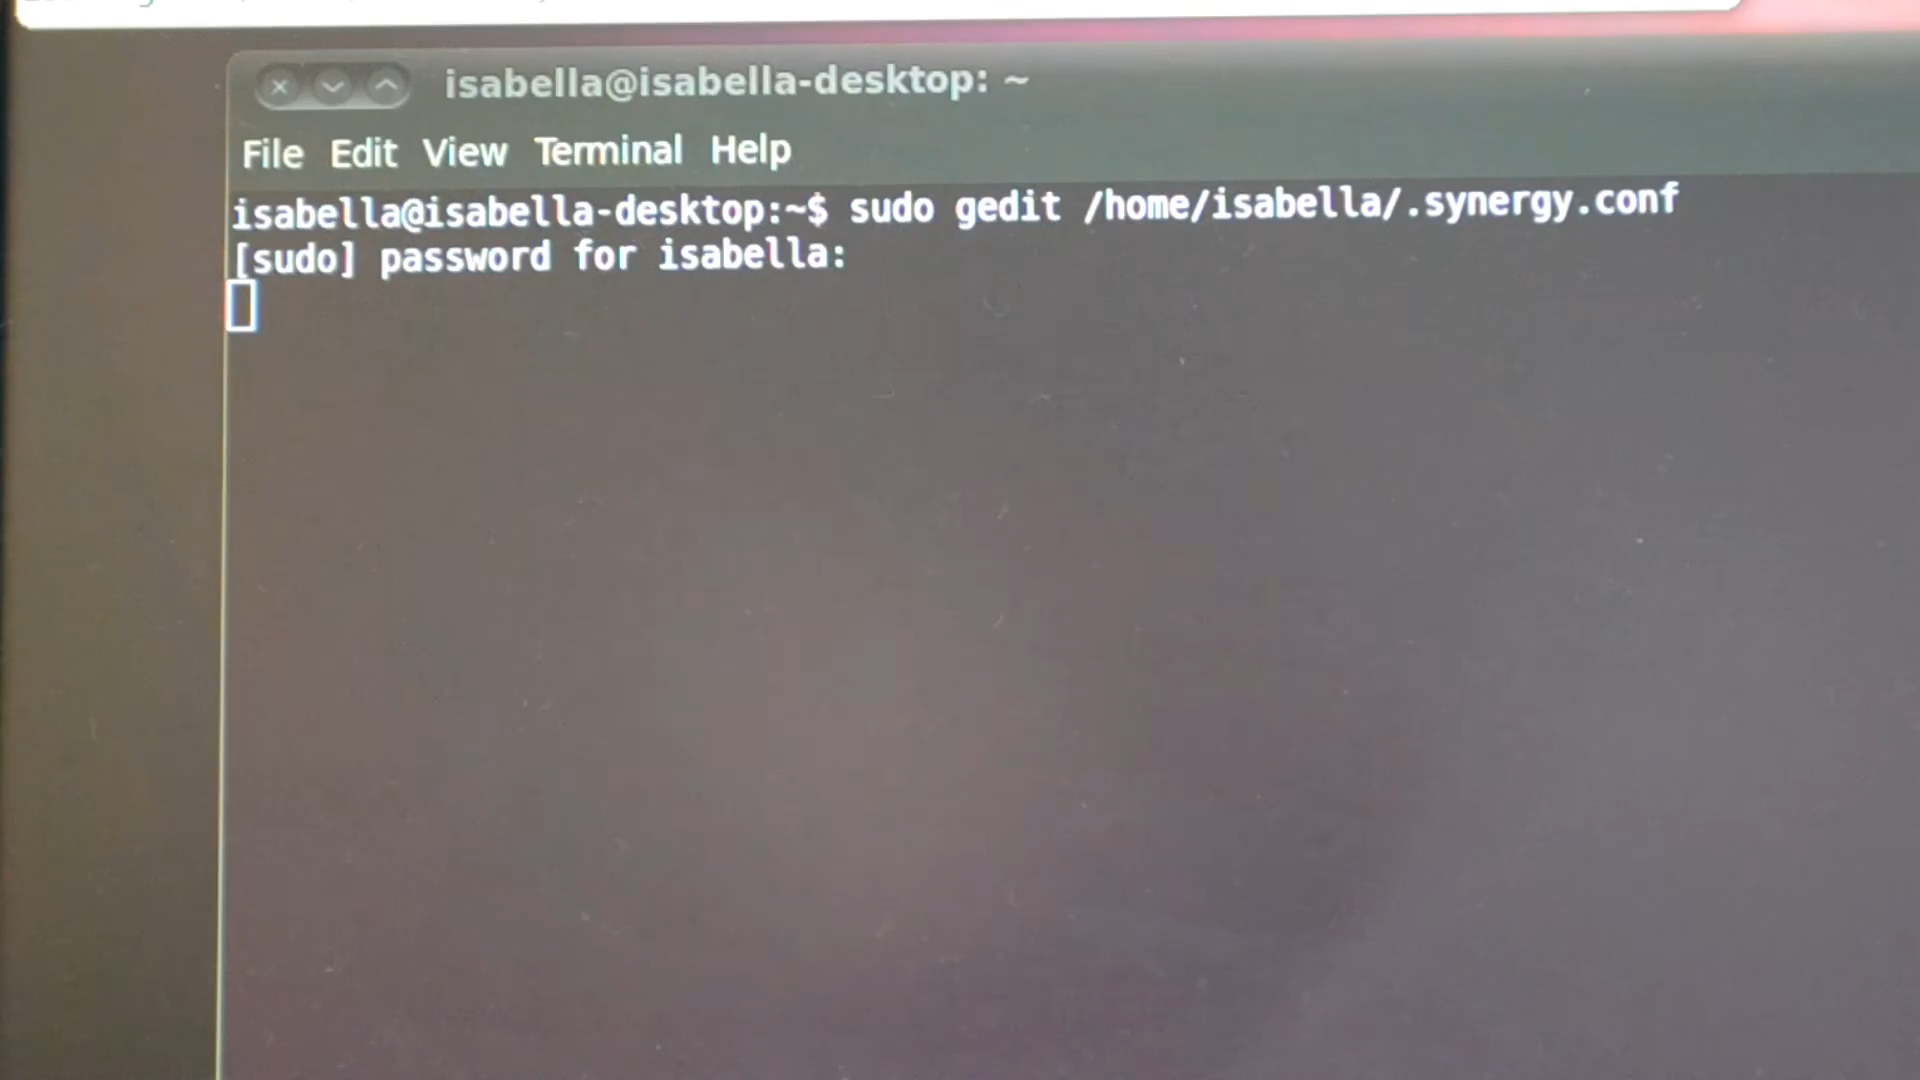 isabella@isabella-desktop: ~
File Edit View Terminal Help
isabella@isabella-desktop:~$ sudo gedit /home/isabella/.synergy.conf
[sudo] password for isabella: